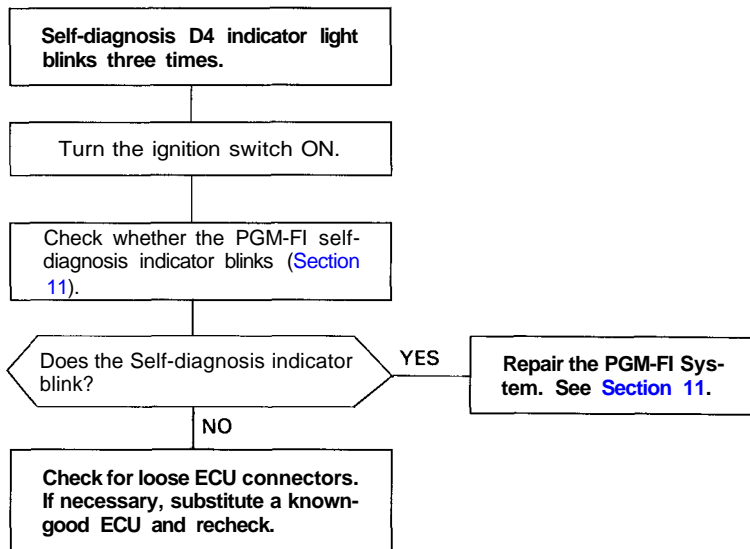 Self-diagnosis D4 indicator light
blinks three times.
Turn the ignition switch ON.
Check whether the PGM-FI self-
diagnosis indicator blinks (Section
11).
Does the Self-diagnosis indicator
blink?
YES
Repair the PGM-FI Sys-
tem. See Section 11.
NO
Check for loose ECU connectors.
If necessary, substitute a known-
good ECU and recheck.